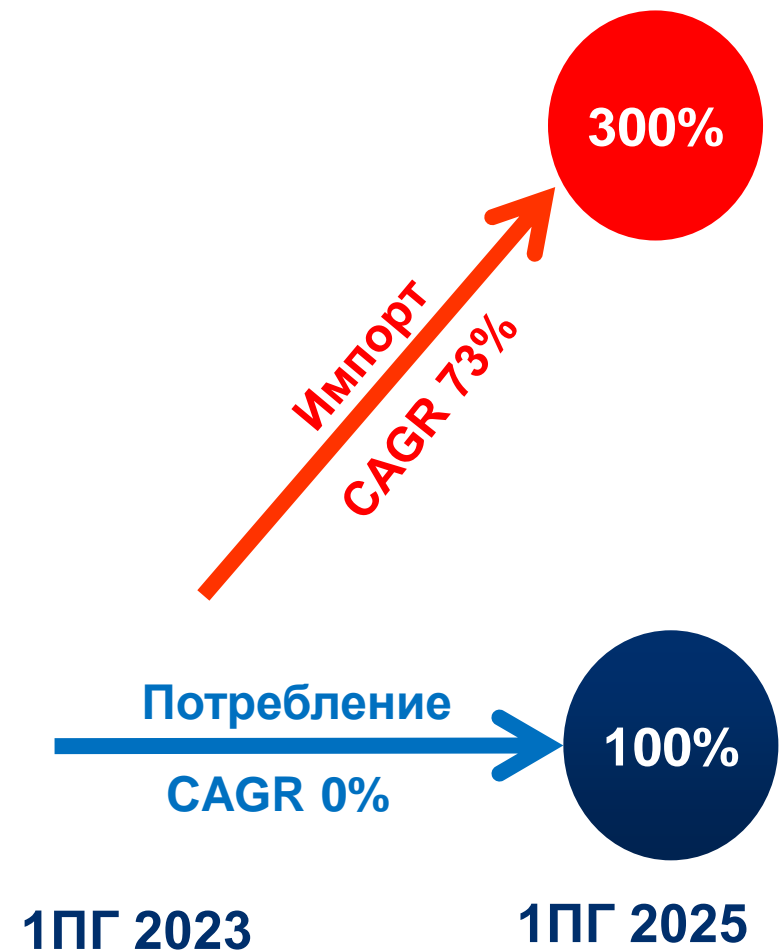 300%
Импорт
CAGR 73%
Потребление
100%
CAGR 0%
1ПГ 2023
1ПГ 2025